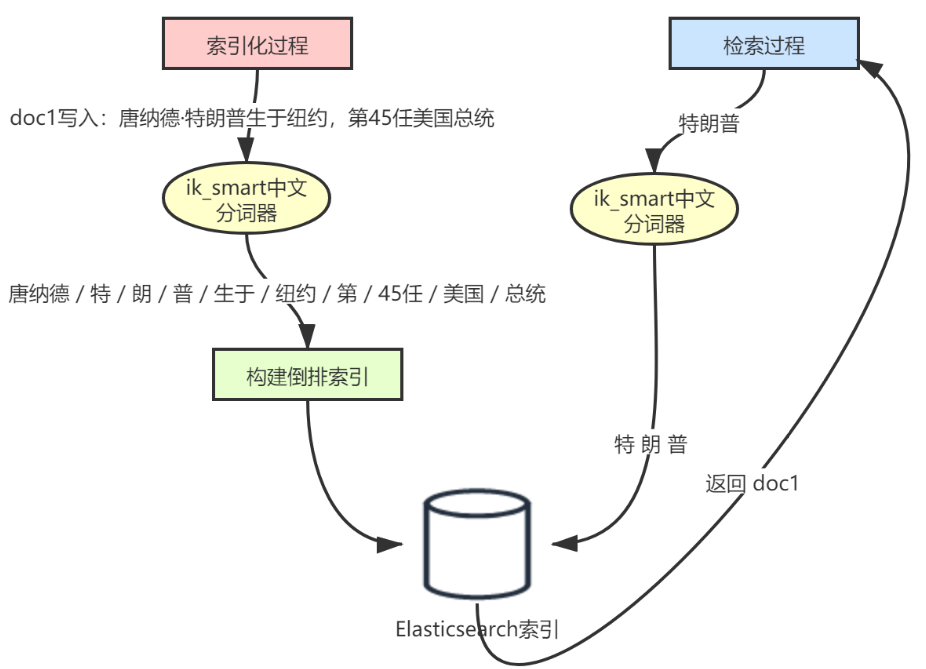 索引化过程
检索过程
doc1写入：唐纳德·特朗普生于纽约，第45任美国总统
特朗普
ik_smart中文
分词器
ik_smart中文
分词器
唐纳德 / 特 / 朗 / 普 / 生于 / 纽约 / 第 / 45任 / 美国 / 总统
构建倒排索引
特 朗 普
返回 doc1
Elasticsearch索引